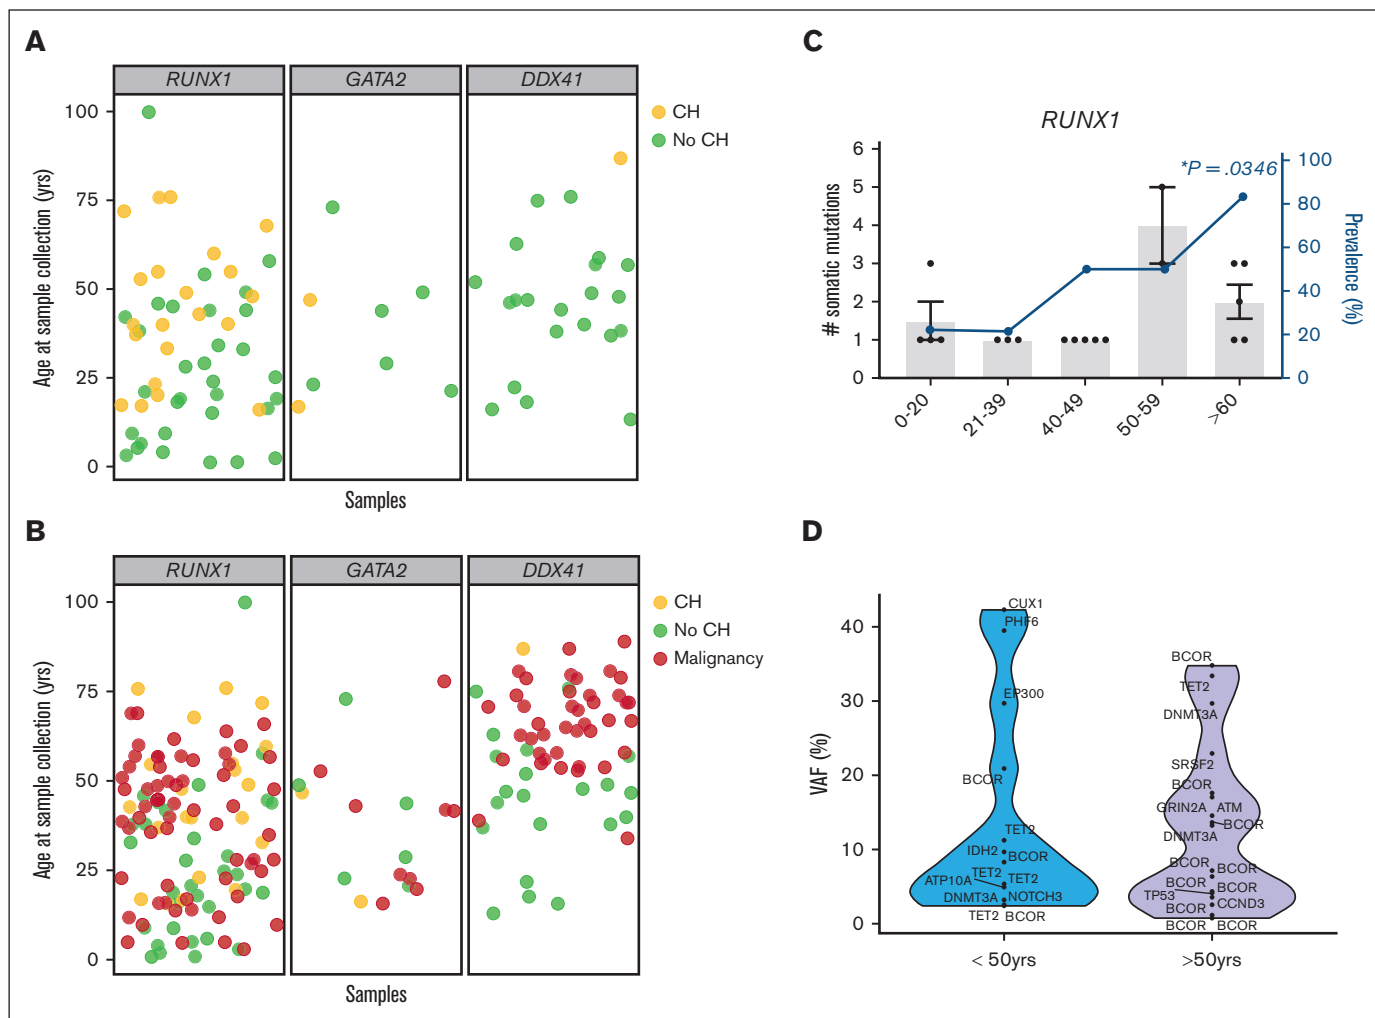 A
RUNX1 GATA2 DDX41
100
75
50
25
0
Age at sample collection (yrs)
Samples
CH
No CH
B
RUNX1 GATA2 DDX41
100
75
50
25
0
Age at sample collection (yrs)
Samples
CH
No CH
Malignancy
C
RUNX1
*P = .0346
6
5
4
3
2
1
0
# somatic mutations
100
80
60
40
20
0
Prevalence (%)
0-20 21-39 40-49 50-59 >60
D
40
30
20
10
0
VAF (%)
CUX1
PHF6
EP300
BCOR
TET2
IDH2
BCOR
TET2 TET2
ATP10A
DNMT3A NOTCH3
TET2 BCOR
BCOR
TET2
DNMT3A
SRSF2
BCOR
GRIN2A ATM
BCOR
DNMT3A
BCOR BCOR
BCOR BCOR
TP53
CCND3
BCOR
BCOR BCOR
< 50yrs >50yrs